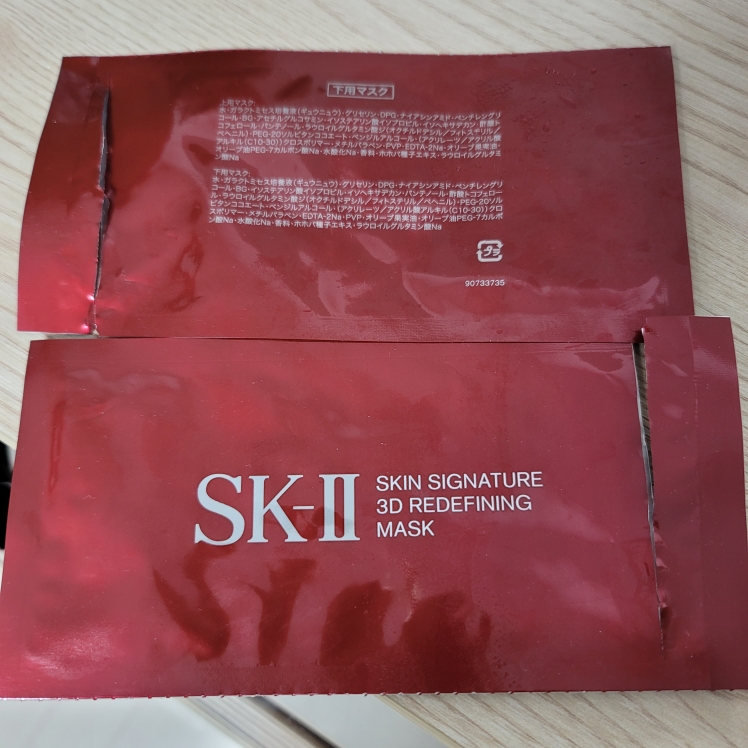 下用マスク
上用マスク:
水・ガラクトミセス培養液(ギュウニュウ)・グリセリン・DPG・ナイアシンアミド・ペンチレングリ
コール・BG・アセチルグルコサミン・イソステアリン酸イソプロピル・イソヘキサデカン・酢酸ト
コフェロール・パンテノール・ラウロイルグルタミン酸ジ(オクチルドデシル/フィトステリル/
ベヘニル)・PEG-20ソルビタンココエート・ベンジルアルコール・(アクリレーツ/アクリル酸
アルキル(C10-30))クロスポリマー・メチルパラベン・PVP・EDTA-2Na・オリーブ果実油・
オリーブ油PEG-7カルボン酸Na・水酸化Na・香料・ホホバ種子エキス・ラウロイルグルタミ
ン酸Na
下用マスク:
水・ガラクトミセス培養液(ギュウニュウ)・グリセリン・DPG・ナイアシンアミド・ペンチレングリ
コール・BG・イソステアリン酸イソプロピル・イソヘキサデカン・パンテノール・酢酸トコフェロー
ル・ラウロイルグルタミン酸ジ(オクチルドデシル/フィトステリル/ベヘニル)・PEG-20ソル
ビタンココエート・ベンジルアルコール・(アクリレーツ/アクリル酸アルキル(C10-30))クロ
スポリマー・メチルパラベン・EDTA-2Na・PVP・オリーブ果実油・オリーブ油PEG-7カルボ
ン酸Na・水酸化Na・香料・ホホバ種子エキス・ラウロイルグルタミン酸Na
プラ
90733735
SK-II
SKIN SIGNATURE
3D REDEFINING
MASK